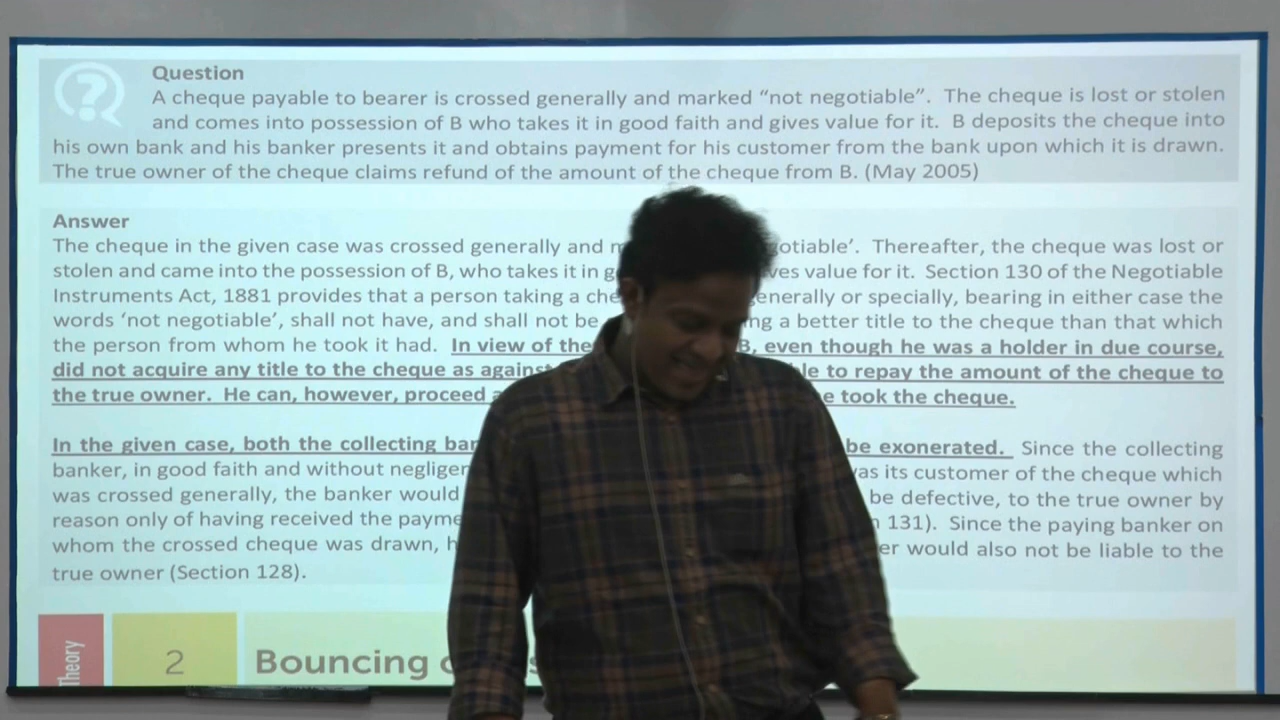 Question
A cheque payable to bearer is crossed generally and marked “not negotiable”. The cheque is lost or stolen
and comes into possession of B who takes it in good faith and gives value for it. B deposits the cheque into
his own bank and his banker presents it and obtains payment for his customer from the bank upon which it is drawn.
The true owner of the cheque claims refund of the amount of the cheque from B. (May 2005)
Answer
The cheque in the given case was crossed generally and otiable’. Thereafter, the cheque was lost or
stolen and came into the possession of B, who takes it in ves value for it. Section 130 of the Negotiable
Instruments Act, 1881 provides that a person taking a che enerally or specially, bearing in either case the
words ‘not negotiable’, shall not have, and shall not be ng a better title to the cheque than that which
the person from whom he took it had. In view of the B, even though he was a holder in due course,
did not acquire any title to the cheque as against le to repay the amount of the cheque to
the true owner. He can, however, proceed e took the cheque.
In the given case, both the collecting ban be exonerated. Since the collecting
banker, in good faith and without negligen as its customer of the cheque which
was crossed generally, the banker would be defective, to the true owner by
reason only of having received the payme 131). Since the paying banker on
whom the crossed cheque was drawn, h er would also not be liable to the
true owner (Section 128).
Theory
2
Bouncing